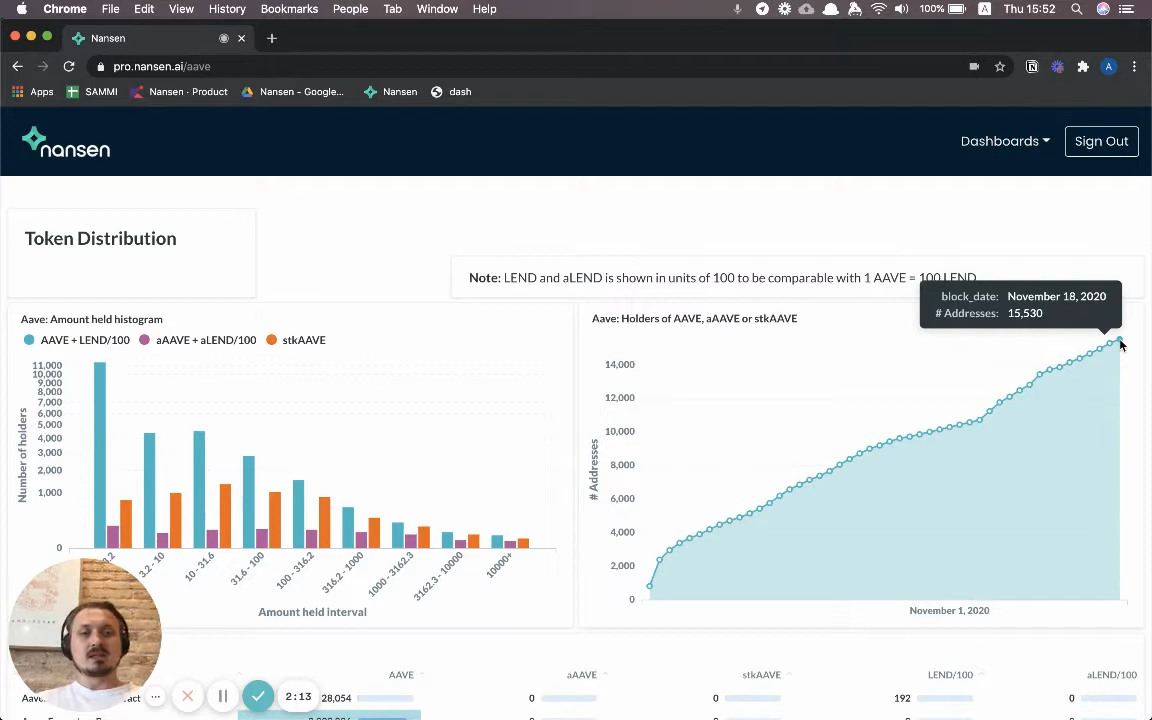 Chrome File Edit View History Bookmarks People Tab Window Help 100% A Thu 15:52
Nansen
pro.nansen.ai/aave A
Apps SAMMI Nansen · Product Nansen - Google... Nansen dash
nansen Dashboards Sign Out
Token Distribution
Note: LEND and aLEND is shown in units of 100 to be comparable with 1 AAVE = 100 LEND
block_date: November 18, 2020
# Addresses: 15,530
Aave: Amount held histogram
AAVE + LEND/100 aAAVE + aLEND/100 stkAAVE
Number of holders
11,000
10,000
9,000
8,000
7,000
6,000
5,000
4,000
3,000
2,000
1,000
0
3.2 - 10 10 - 31.6 31.6 - 100 100 - 316.2 316.2 - 1000 1000 - 3162.3 3162.3 - 10000 10000+
Amount held interval
Aave: Holders of AAVE, aAAVE or stkAAVE
# Addresses
14,000
12,000
10,000
8,000
6,000
4,000
2,000
0
November 1, 2020
AAVE aAAVE stkAAVE LEND/100 aLEND/100
28,054 0 0 192 0
2:13